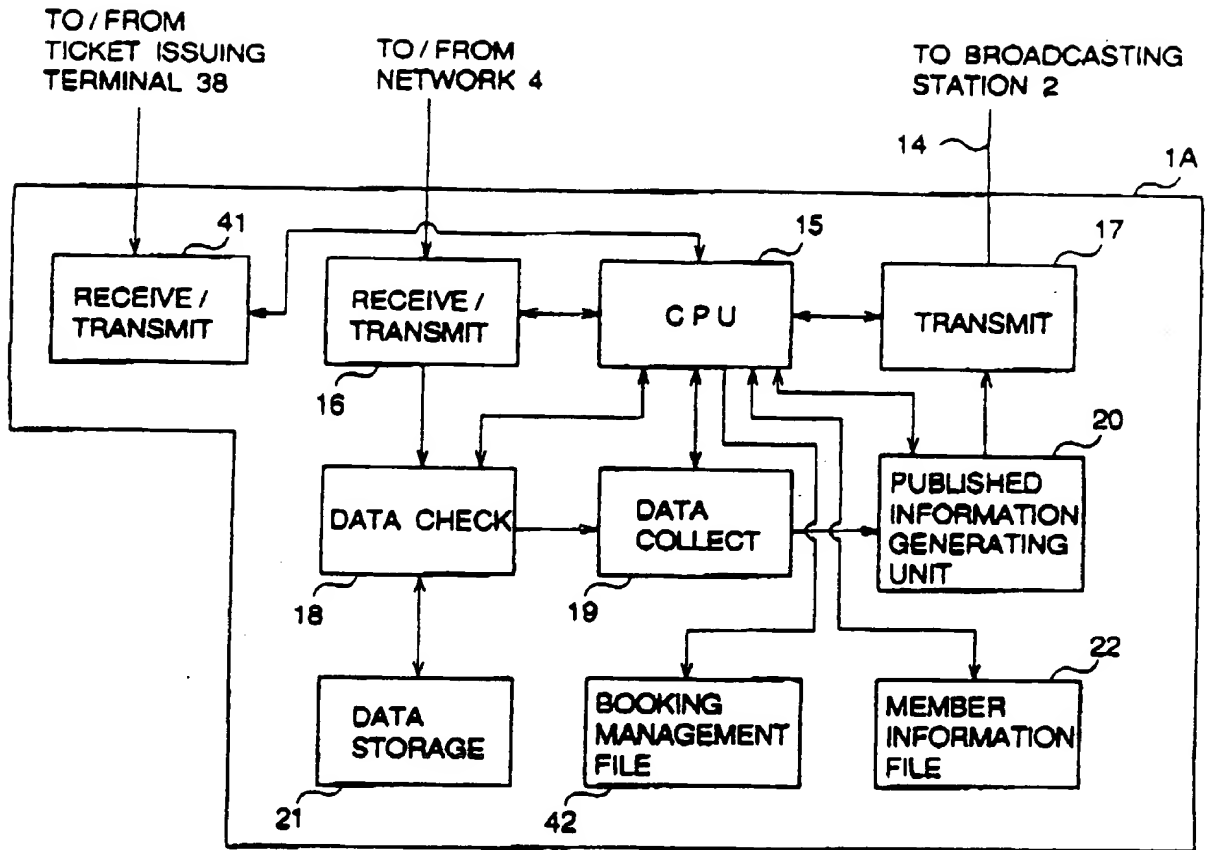 TO/FROM
TICKET ISSUING
TERMINAL 38
TO/FROM
NETWORK 4
TO BROADCASTING
STATION 2
14
1A
41
15
17
RECEIVE/
TRANSMIT
RECEIVE/
TRANSMIT
CPU
TRANSMIT
16
20
DATA CHECK
DATA
COLLECT
PUBLISHED
INFORMATION
GENERATING
UNIT
18
19
22
DATA
STORAGE
BOOKING
MANAGEMENT
FILE
MEMBER
INFORMATION
FILE
21
42